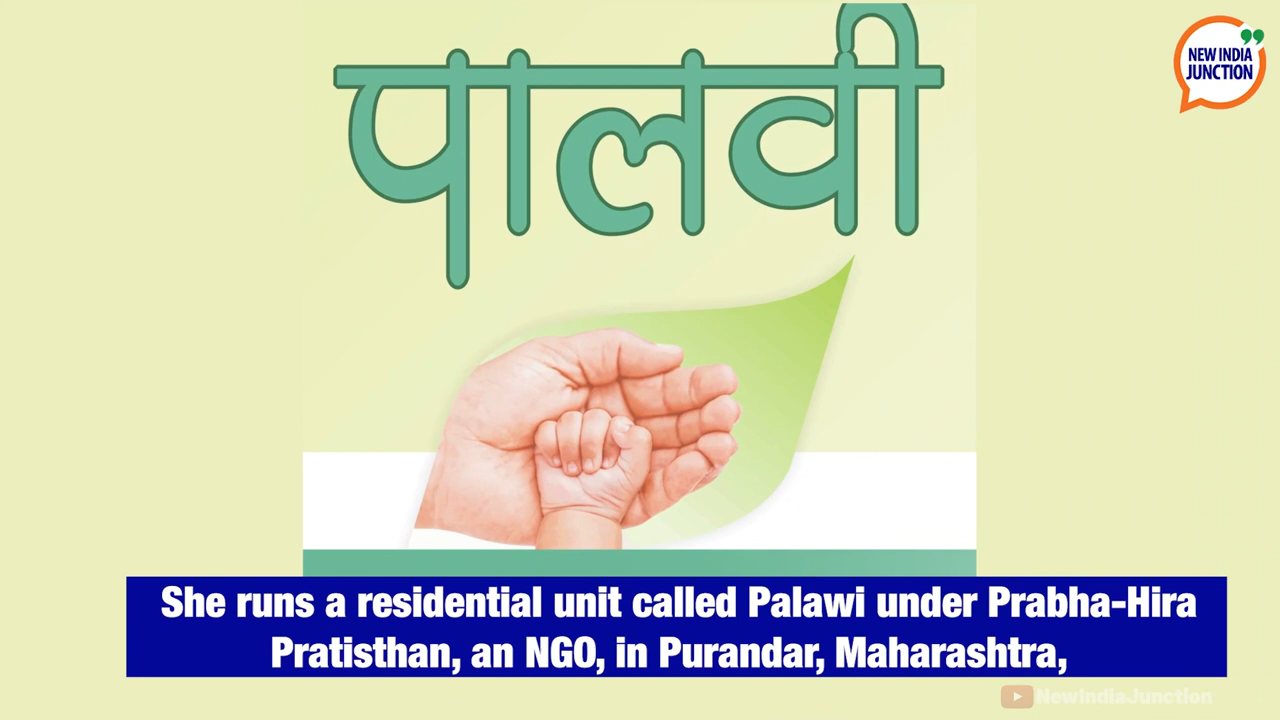 पालवी
NEW INDIA
JUNCTION
She runs a residential unit called Palawi under Prabha-Hira
Pratisthan, an NGO, in Purandar, Maharashtra,
NewIndiaJunction